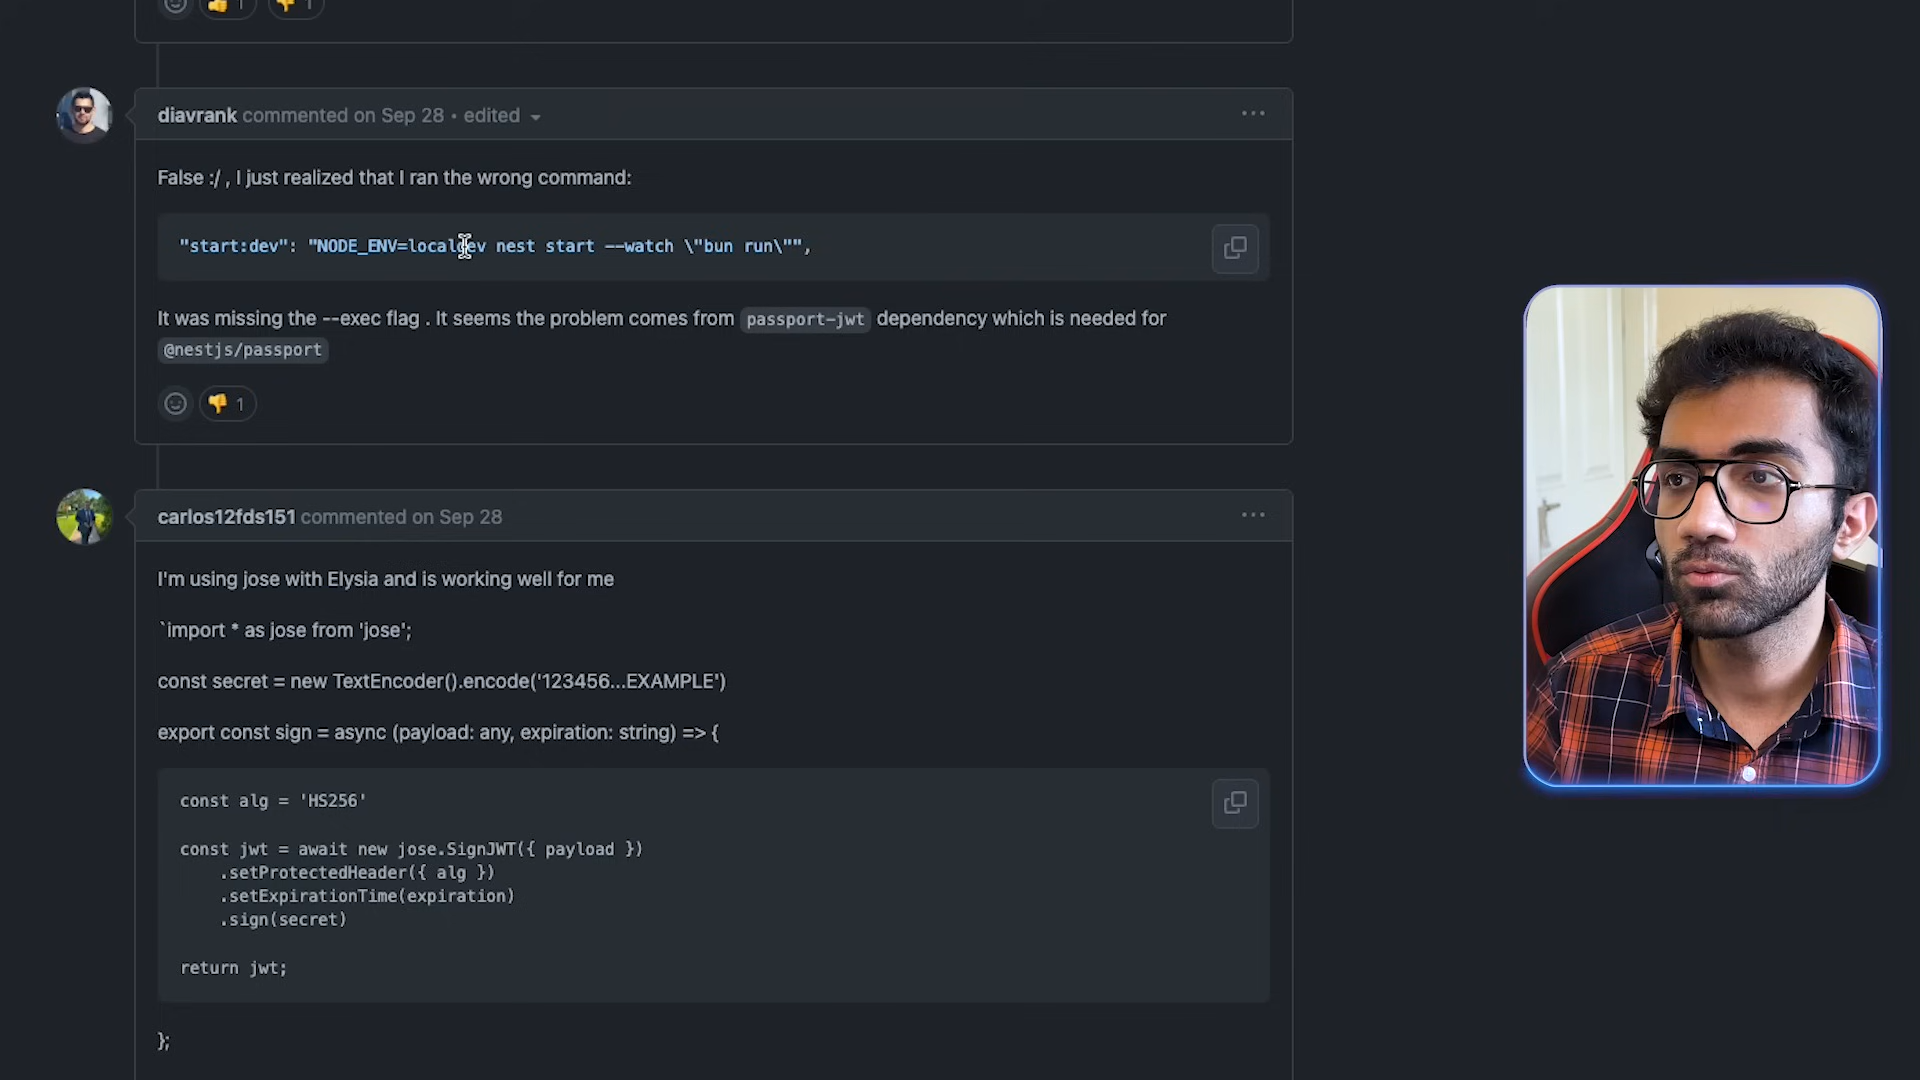 1
1
diavrank commented on Sep 28 • edited
False :/ , I just realized that I ran the wrong command:
"start:dev": "NODE_ENV=localdev nest start --watch \"bun run\"",
It was missing the --exec flag . It seems the problem comes from passport-jwt dependency which is needed for
@nestjs/passport
1
carlos12fds151 commented on Sep 28
I'm using jose with Elysia and is working well for me
`import * as jose from 'jose';
const secret = new TextEncoder().encode('123456...EXAMPLE')
export const sign = async (payload: any, expiration: string) => {
const alg = 'HS256'
const jwt = await new jose.SignJWT({ payload })
.setProtectedHeader({ alg })
.setExpirationTime(expiration)
.sign(secret)
return jwt;
};